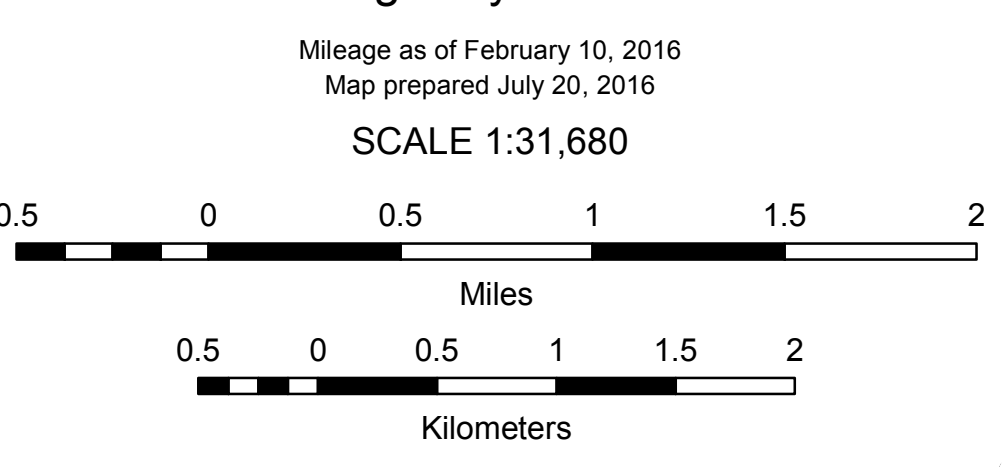 Mileage as of February 10, 2016
Map prepared July 20, 2016
SCALE 1:31,680
0.5 0 0.5 1 1.5 2
Miles
0.5 0 0.5 1 1.5 2
Kilometers